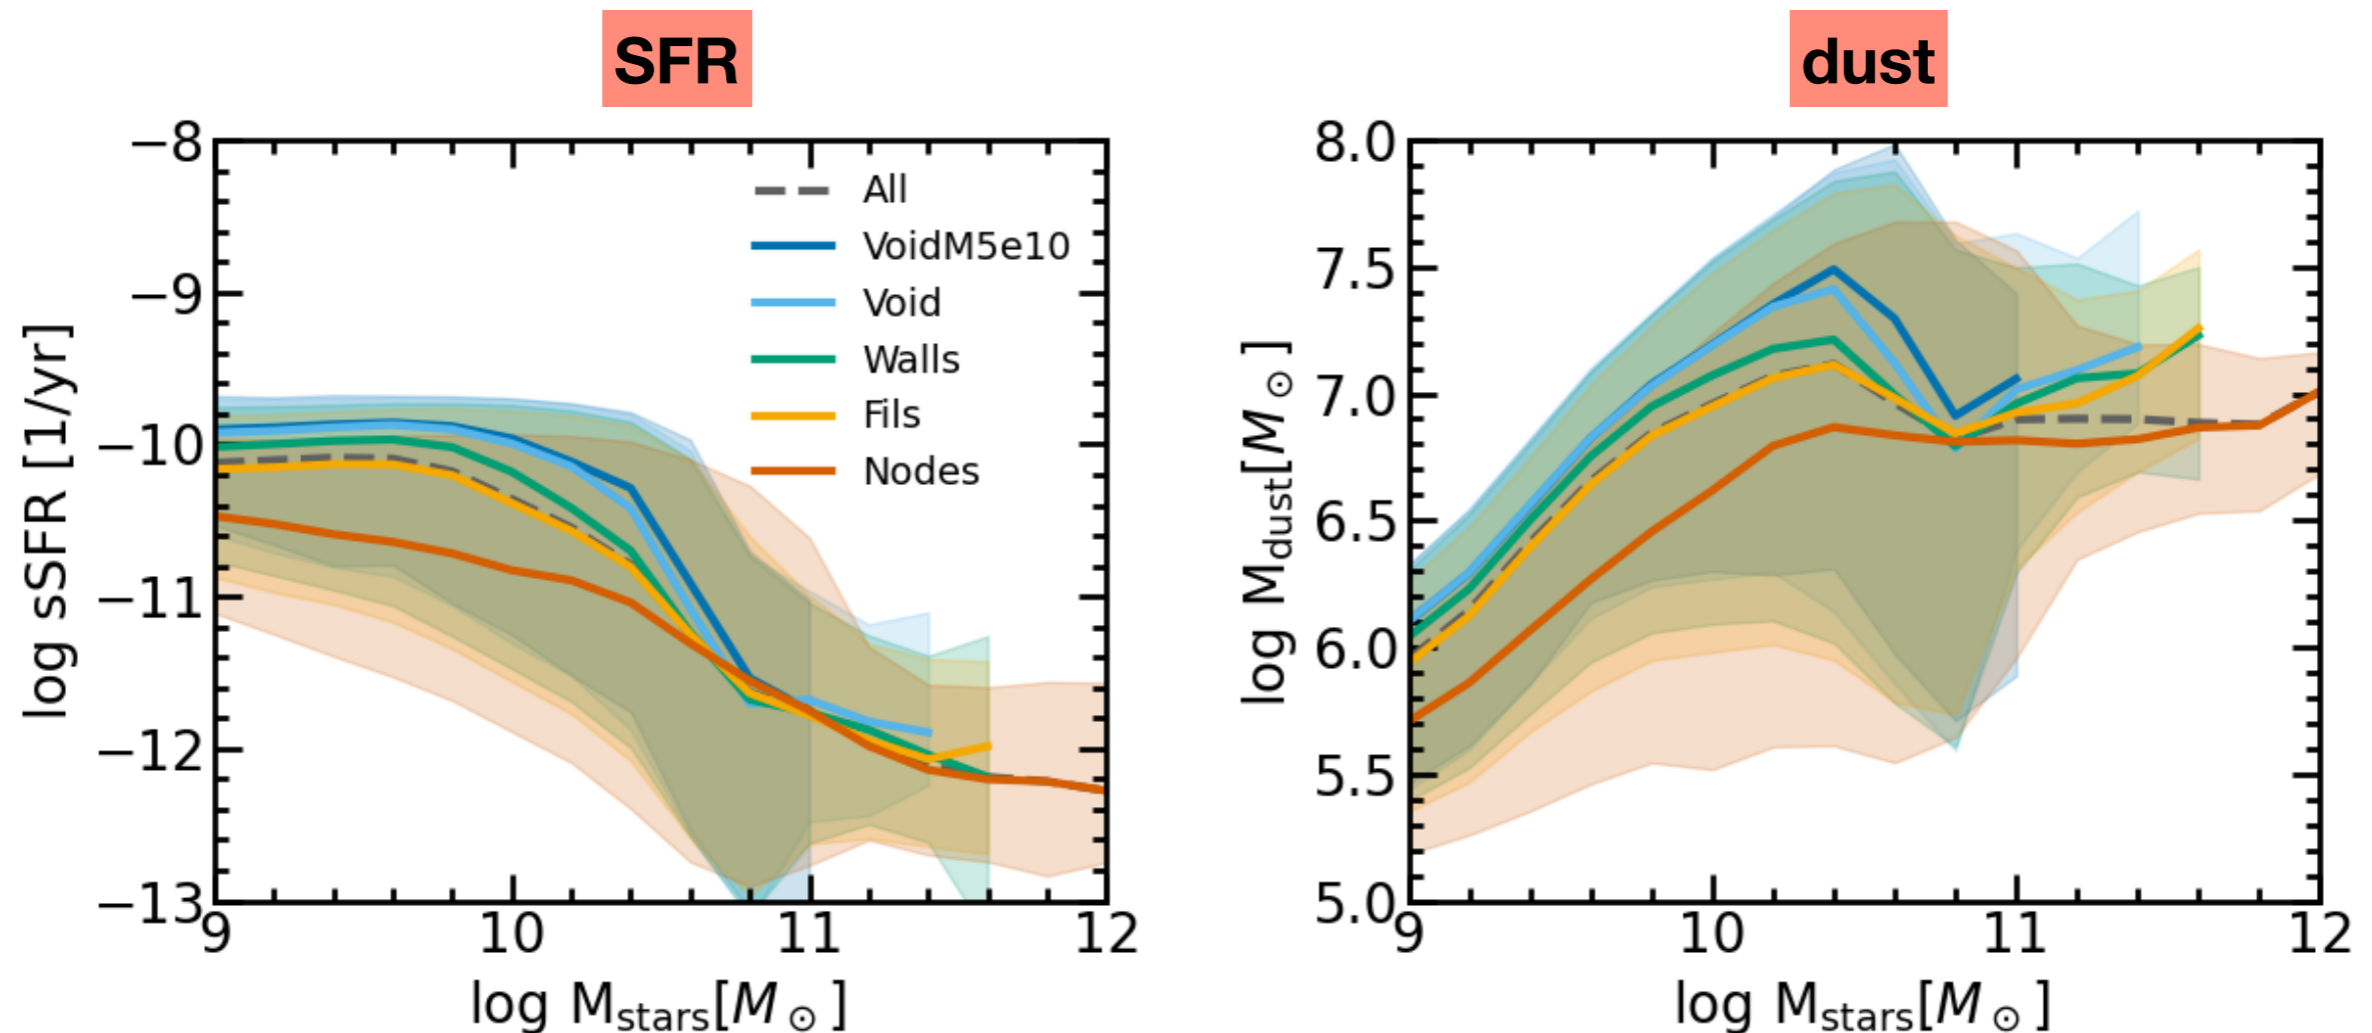 SFR
−8
−9
−10
−11
−12
−13
log sSFR [1/yr]
9
10
11
12
log Mstars[M⊙]
All
VoidM5e10
Void
Walls
Fils
Nodes
dust
8.0
7.5
7.0
6.5
6.0
5.5
5.0
log Mdust[M⊙]
9
10
11
12
log Mstars[M⊙]